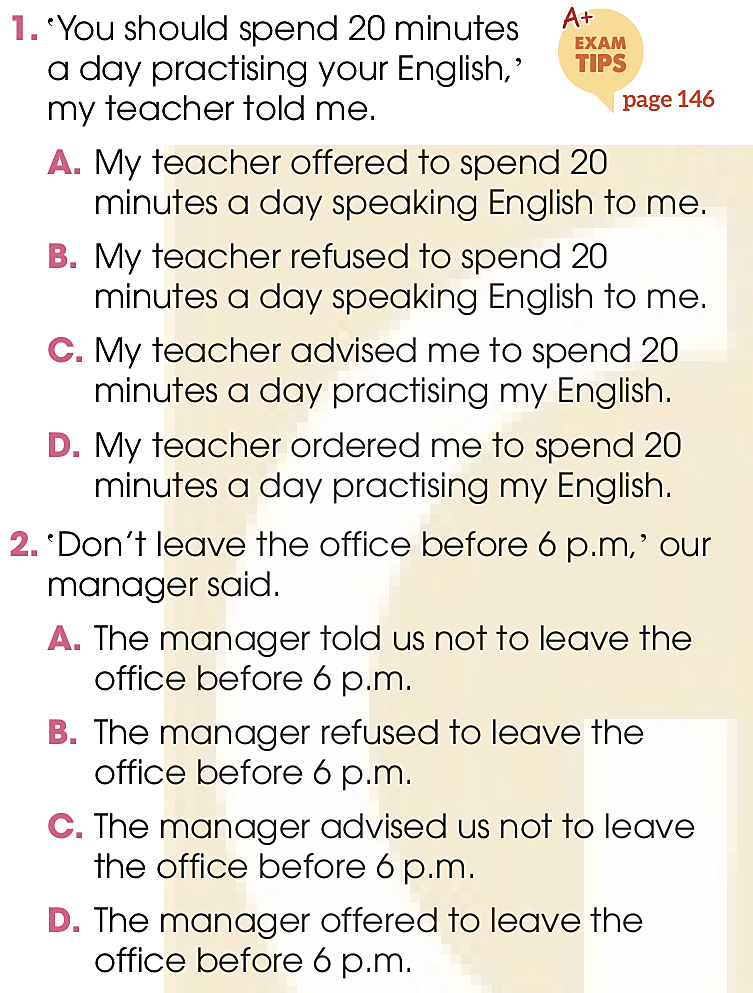 1. ‘You should spend 20 minutes
a day practising your English,’
my teacher told me.
A+
EXAM
TIPS
page 146
A. My teacher offered to spend 20
minutes a day speaking English to me.
B. My teacher refused to spend 20
minutes a day speaking English to me.
C. My teacher advised me to spend 20
minutes a day practising my English.
D. My teacher ordered me to spend 20
minutes a day practising my English.
2. ‘Don’t leave the office before 6 p.m,’ our
manager said.
A. The manager told us not to leave the
office before 6 p.m.
B. The manager refused to leave the
office before 6 p.m.
C. The manager advised us not to leave
the office before 6 p.m.
D. The manager offered to leave the
office before 6 p.m.